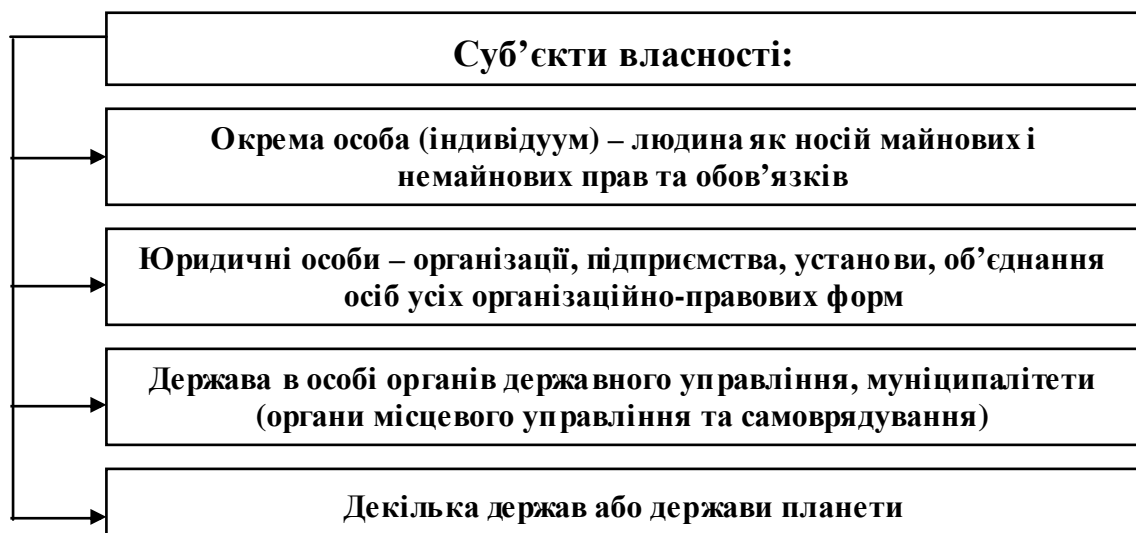 Суб’єкти власності:
Окрема особа (індивідуум) – людина як носій майнових і
немайнових прав та обов’язків
Юридичні особи – організації, підприємства, установи, об’єднання
осіб усіх організаційно-правових форм
Держава в особі органів державного управління, муніципалітети
(органи місцевого управління та самоврядування)
Декілька держав або держави планети